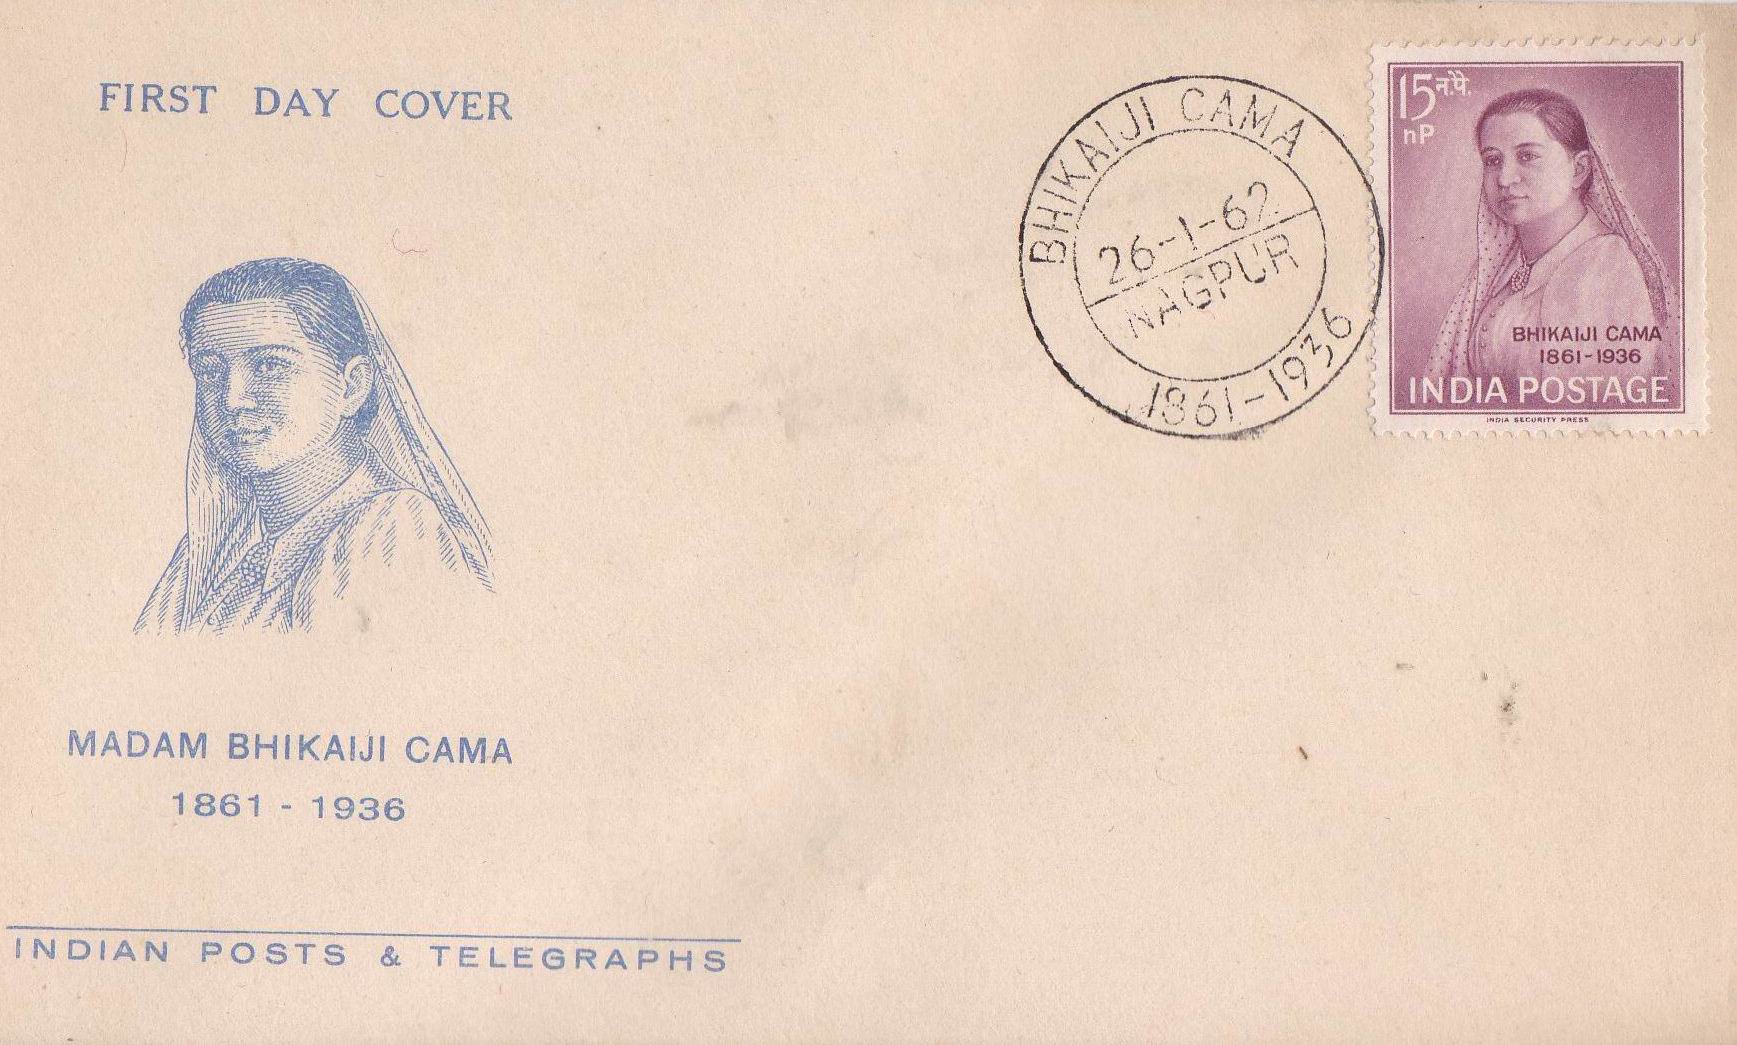 FIRST DAY COVER
MADAM BHIKAIJI CAMA
1861 - 1936
INDIAN POSTS & TELEGRAPHS
BHIKAIJI CAMA
26-1-62
NAGPUR
1861-1936
15 न.पै.
nP
BHIKAIJI CAMA
1861-1936
INDIA POSTAGE
INDIA SECURITY PRESS